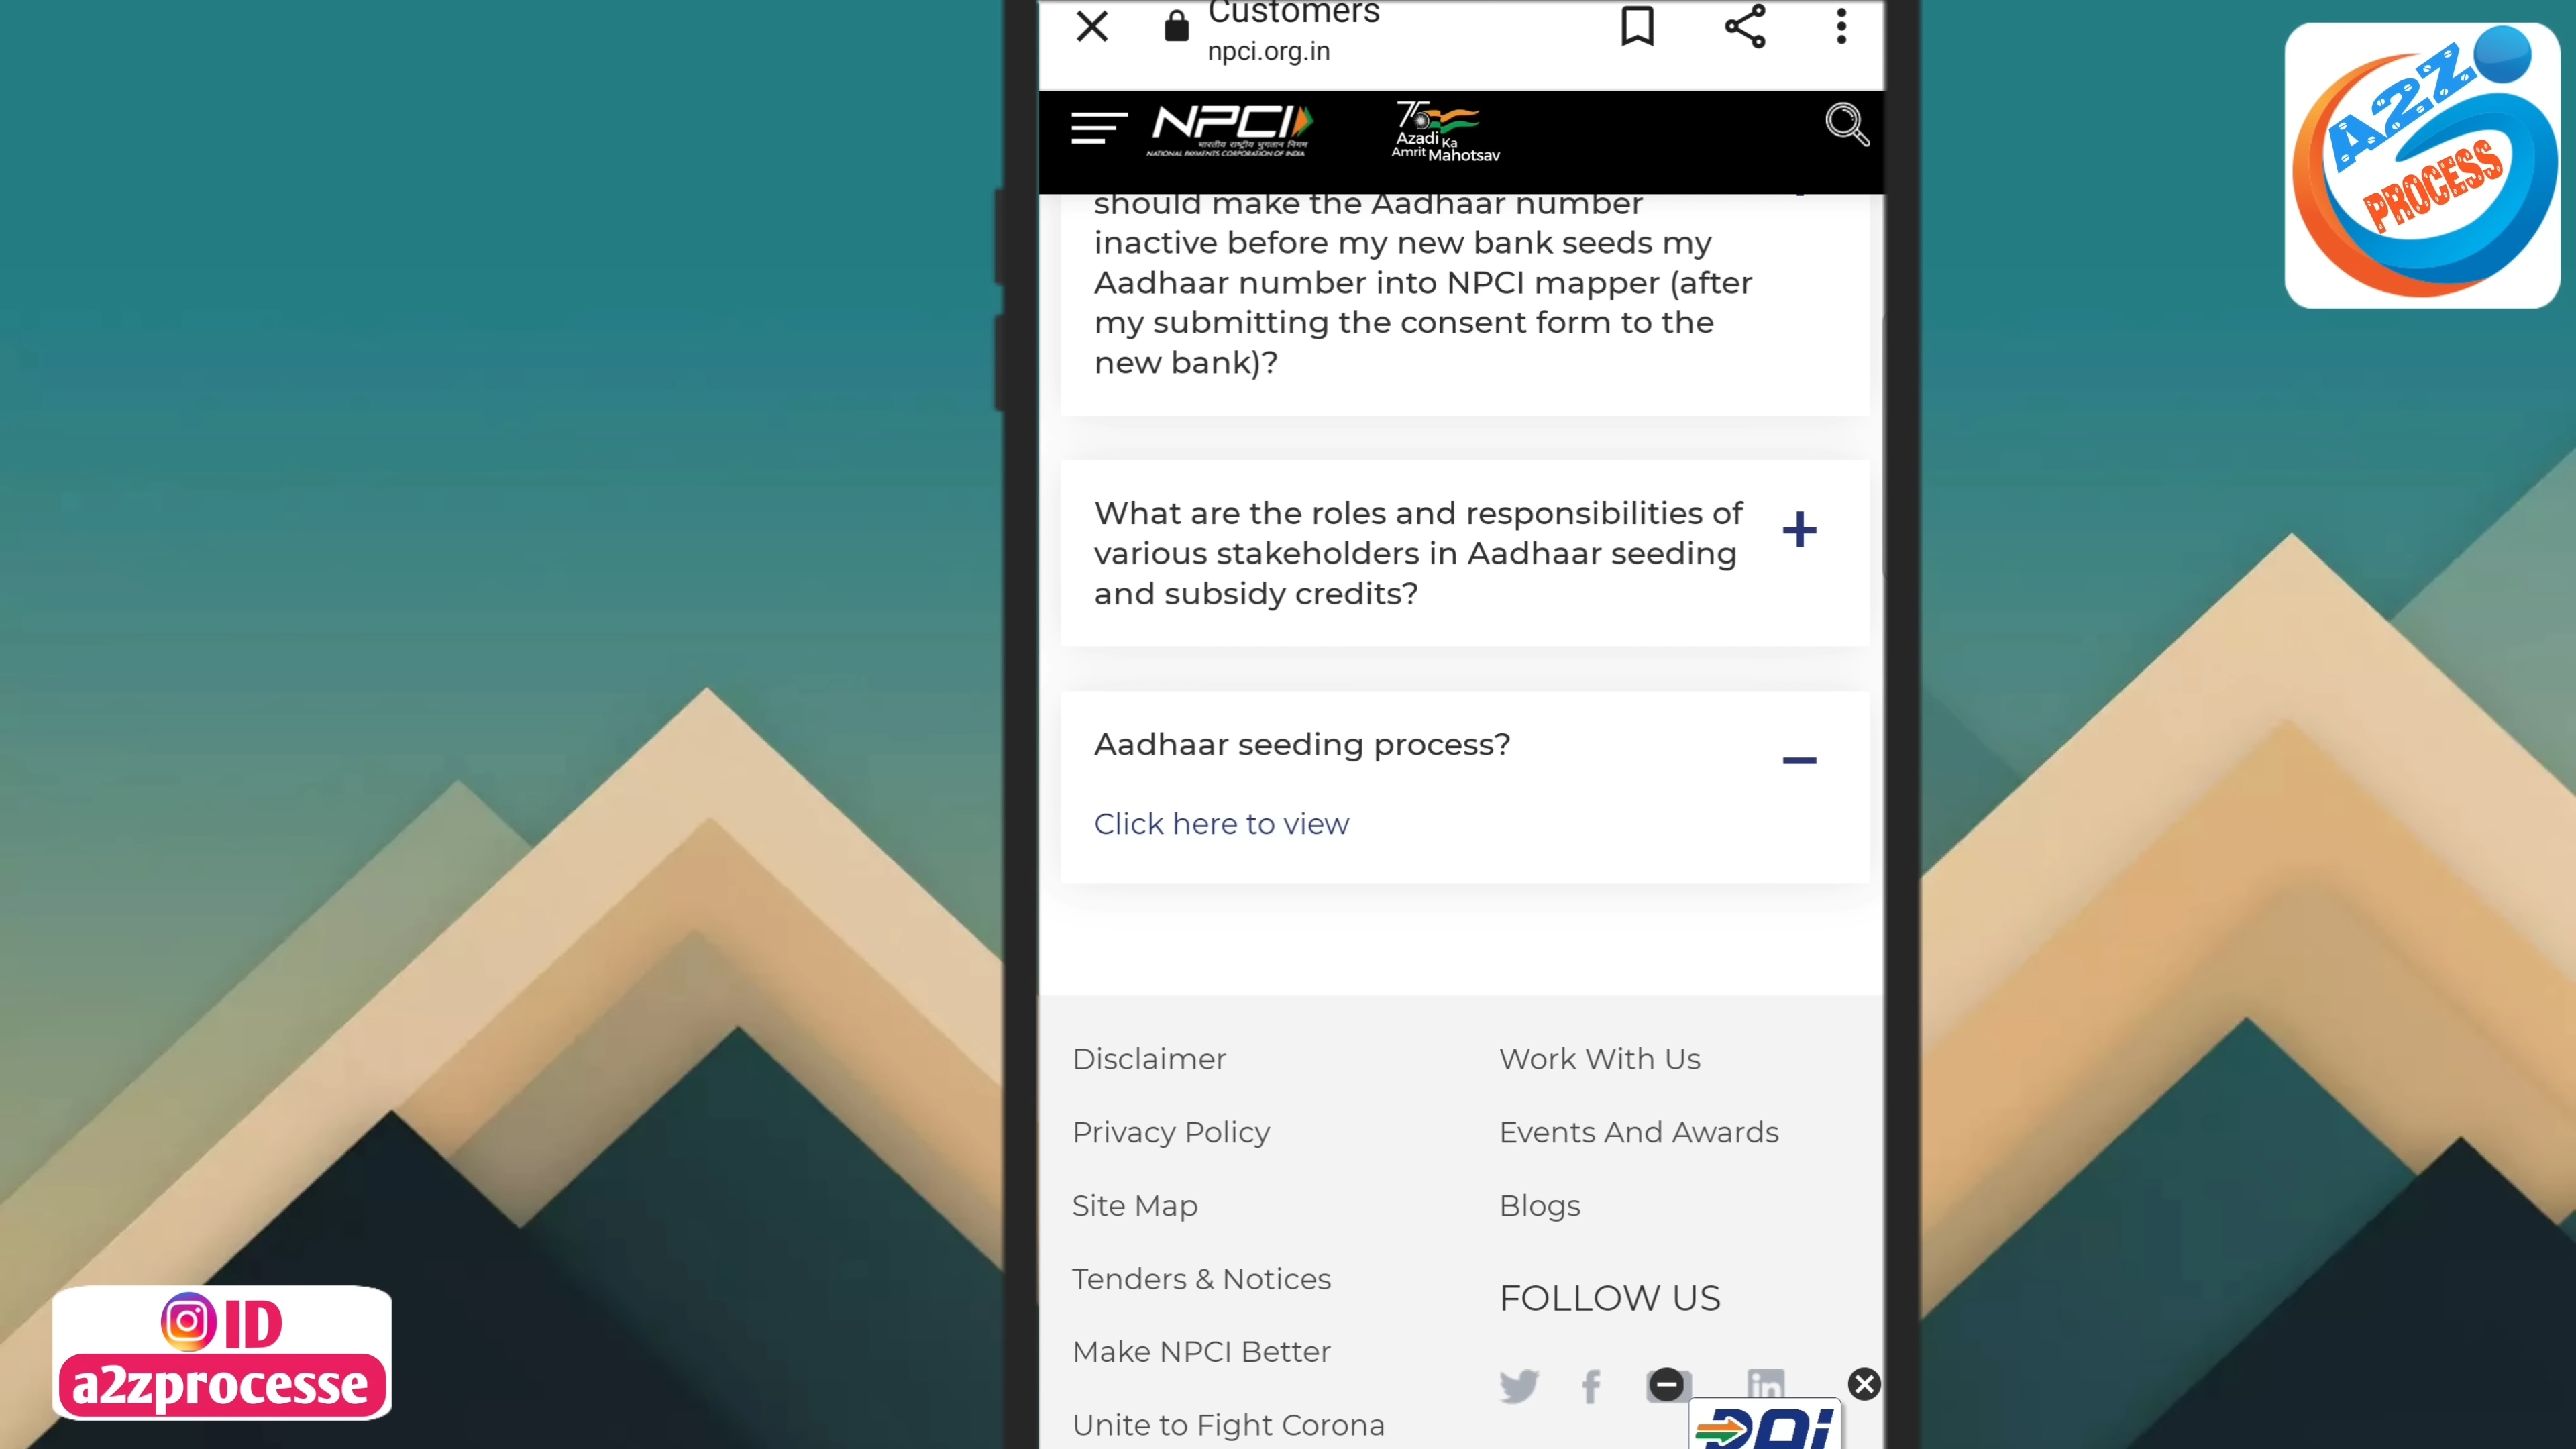 Customers
npci.org.in
NPCI
भारतीय राष्ट्रीय भुगतान निगम
NATIONAL PAYMENTS CORPORATION OF INDIA
75
Azadi Ka
Amrit Mahotsav
A2Z
PROCESS
should make the Aadhaar number
inactive before my new bank seeds my
Aadhaar number into NPCI mapper (after
my submitting the consent form to the
new bank)?
What are the roles and responsibilities of
various stakeholders in Aadhaar seeding
and subsidy credits?
Aadhaar seeding process?
Click here to view
Disclaimer
Work With Us
Privacy Policy
Events And Awards
Site Map
Blogs
Tenders & Notices
FOLLOW US
Make NPCI Better
in
Unite to Fight Corona
ID
a2zprocesse